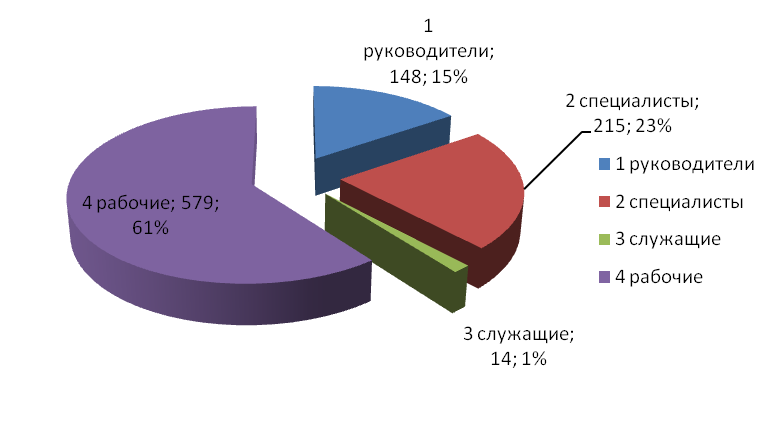 1
руководители;
148; 15%
2 специалисты;
215; 23%
1 руководители
2 специалисты
3 служащие
4 рабочие
4 рабочие; 579;
61%
3 служащие;
14; 1%